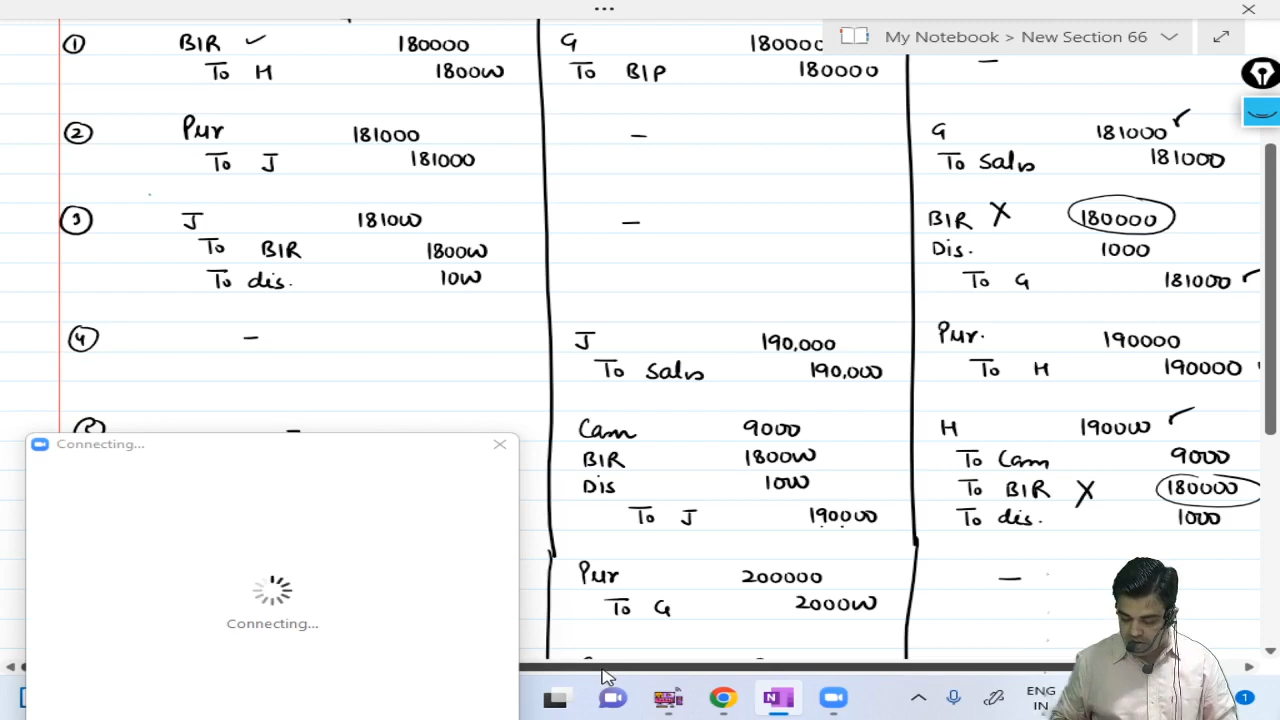 My Notebook > New Section 66
① BIR ✓ 180000
To H 180000
G 180000
To BIP 180000
—
② Pur 181000
To J 181000
—
G 181000 ✓
To Sales 181000
③ J 181000
To BIR 180000
To dis. 1000
—
BIR X 180000
Dis. 1000
To G 181000 ✓
④ —
J 190,000
To Sales 190,000
Pur. 190000
To H 190000
—
Cam 9000
BIR 180000
Dis 1000
To J 190000
H 190000 ✓
To Cam 9000
To BIR X 180000
To dis. 1000
Pur 200000
To G 200000
—
Connecting...
Connecting...
ENG
IN
1